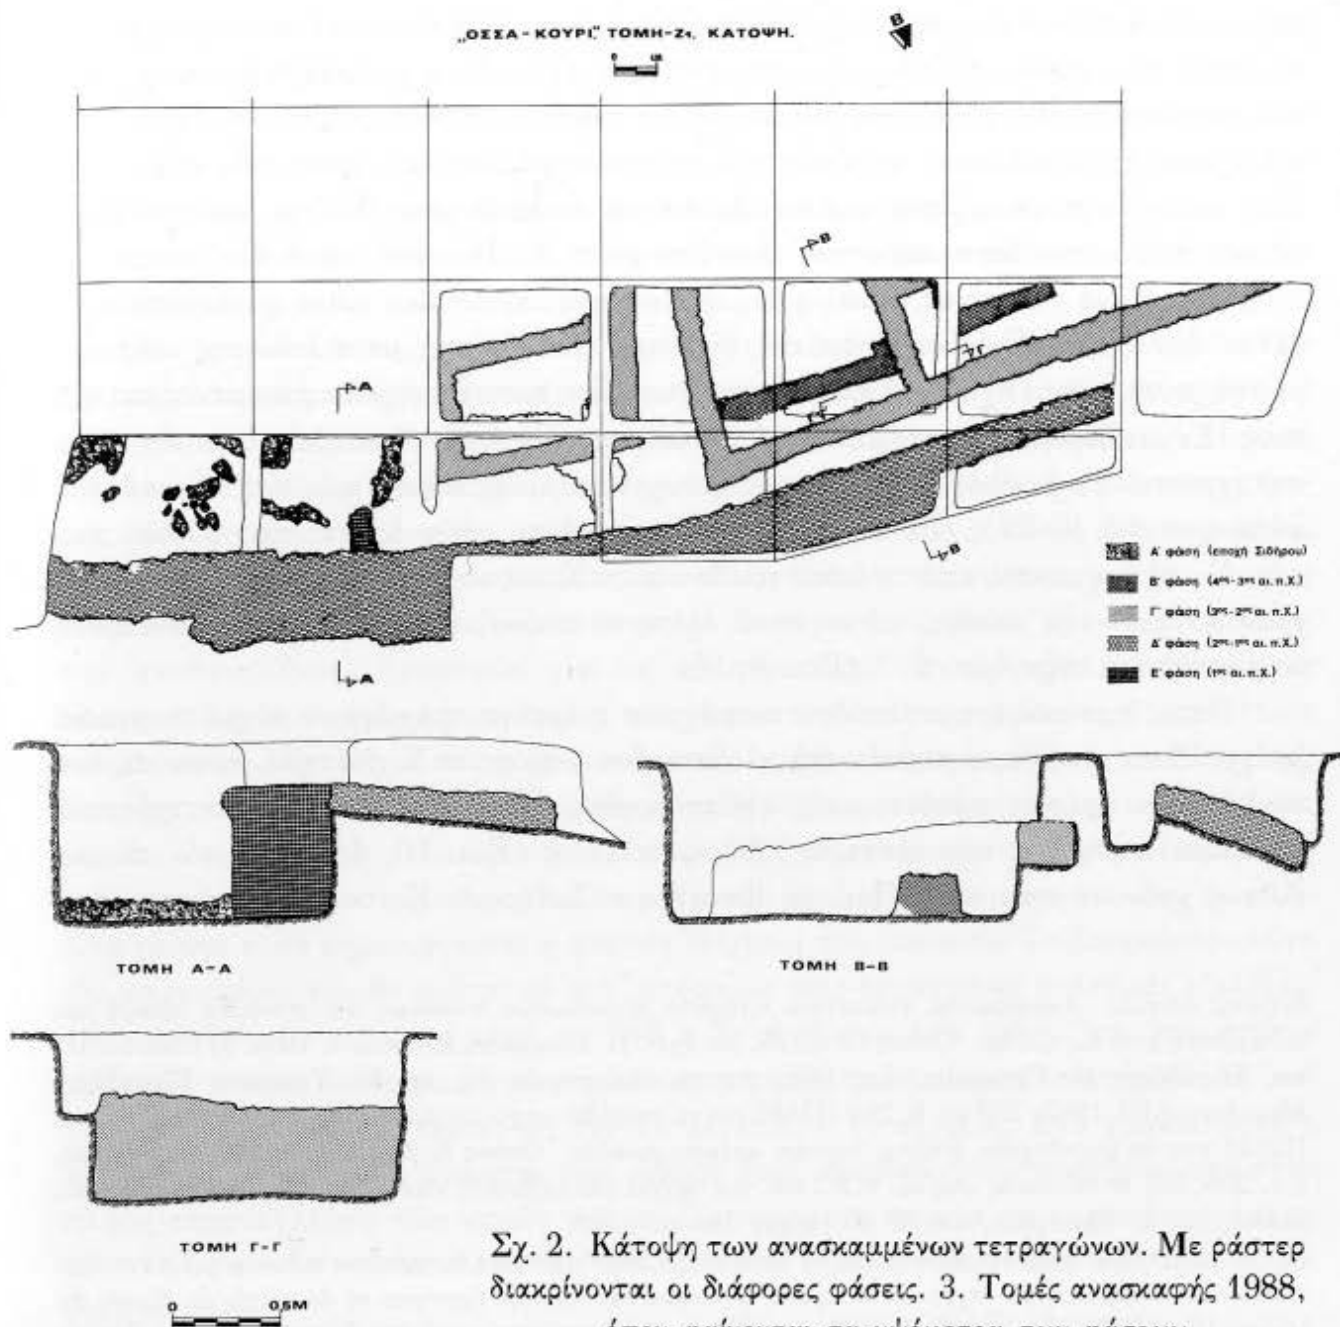 „ΟΣΣΑ-ΚΟΥΡΙ„ ΤΟΜΗ-Ζ1. ΚΑΤΟΨΗ.
Β
0
Β
Α
Γ
Γ
Β
Α
Α' φάση (εποχή Σιδήρου)
Β' φάση (4ος-3ος αι. π.Χ.)
Γ' φάση (3ος-2ος αι. π.Χ.)
Δ' φάση (2ος-1ος αι. π.Χ.)
Ε' φάση (1ος αι. π.Χ.)
ΤΟΜΗ Α-Α
ΤΟΜΗ Β-Β
ΤΟΜΗ Γ-Γ
0 0,5Μ
Σχ. 2. Κάτοψη των ανασκαμμένων τετραγώνων. Με ράστερ
διακρίνονται οι διάφορες φάσεις. 3. Τομές ανασκαφής 1988,